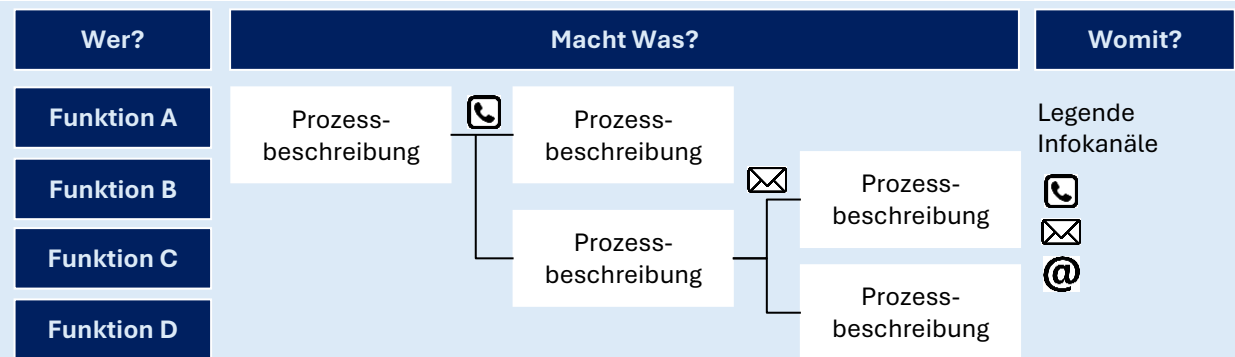 Wer?
Macht Was?
Womit?
Funktion A
Funktion B
Funktion C
Funktion D
Prozess-
beschreibung
Prozess-
beschreibung
Prozess-
beschreibung
Prozess-
beschreibung
Prozess-
beschreibung
Legende
Infokanäle
@